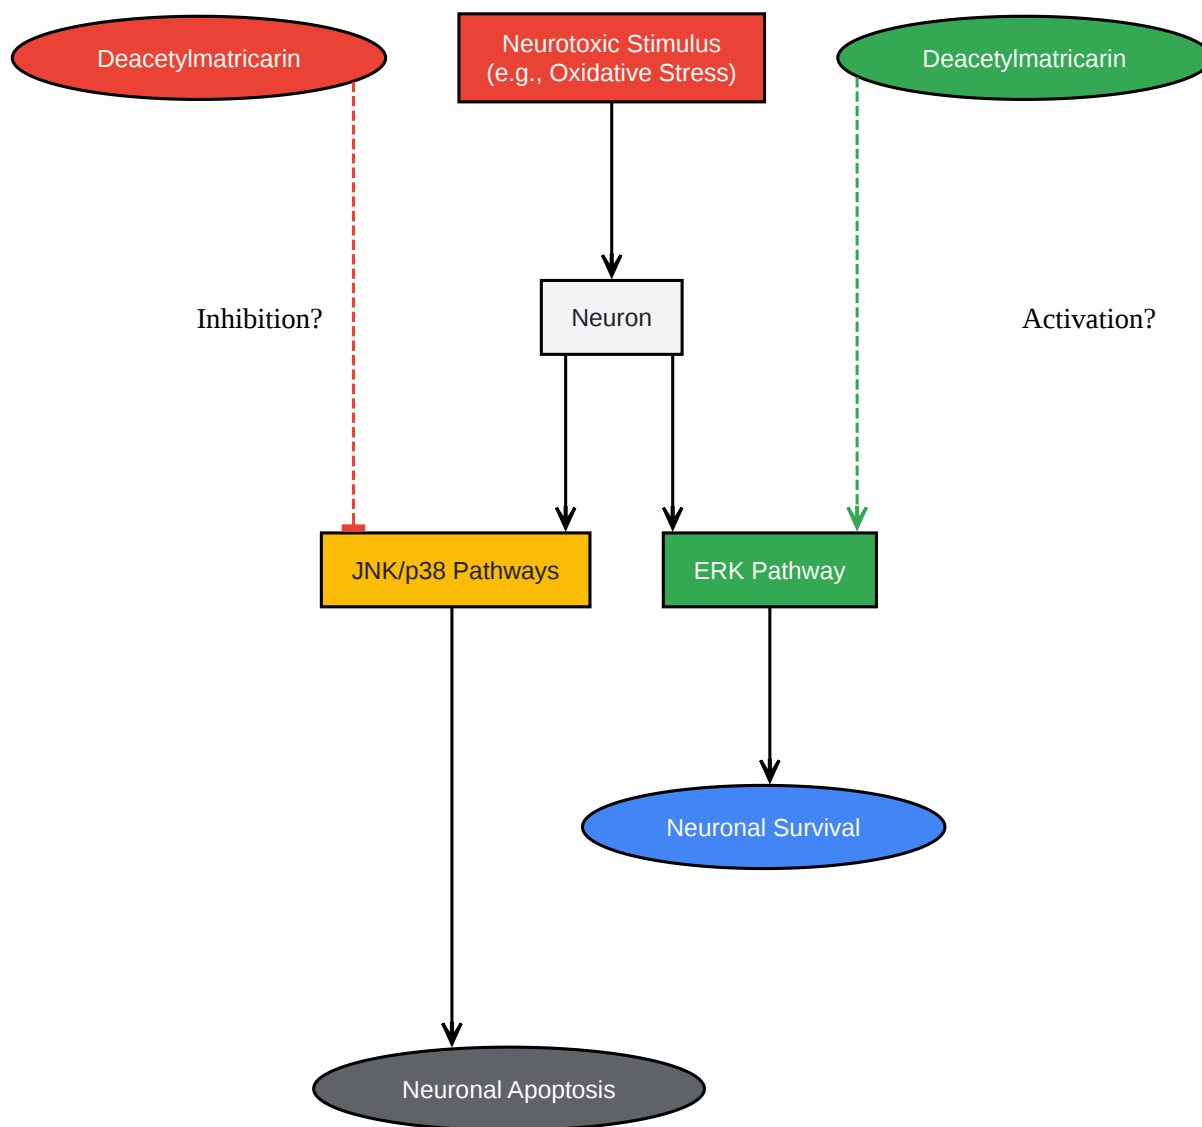 Deacetylmatricarin
Neurotoxic Stimulus
(e.g., Oxidative Stress)
Deacetylmatricarin
Inhibition?
Neuron
Activation?
JNK/p38 Pathways
ERK Pathway
Neuronal Survival
Neuronal Apoptosis